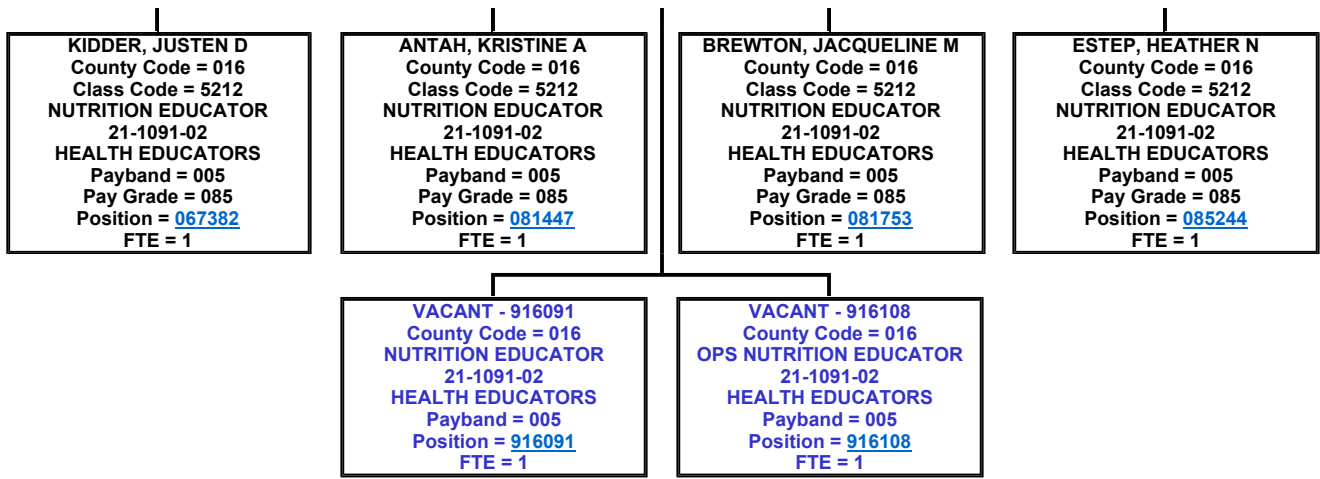 KIDDER, JUSTEN D
County Code = 016
Class Code = 5212
NUTRITION EDUCATOR
21-1091-02
HEALTH EDUCATORS
Payband = 005
Pay Grade = 085
Position = 067382
FTE = 1
ANTAH, KRISTINE A
County Code = 016
Class Code = 5212
NUTRITION EDUCATOR
21-1091-02
HEALTH EDUCATORS
Payband = 005
Pay Grade = 085
Position = 081447
FTE = 1
BREWTON, JACQUELINE M
County Code = 016
Class Code = 5212
NUTRITION EDUCATOR
21-1091-02
HEALTH EDUCATORS
Payband = 005
Pay Grade = 085
Position = 081753
FTE = 1
ESTEP, HEATHER N
County Code = 016
Class Code = 5212
NUTRITION EDUCATOR
21-1091-02
HEALTH EDUCATORS
Payband = 005
Pay Grade = 085
Position = 085244
FTE = 1
VACANT - 916091
County Code = 016
NUTRITION EDUCATOR
21-1091-02
HEALTH EDUCATORS
Payband = 005
Position = 916091
FTE = 1
VACANT - 916108
County Code = 016
OPS NUTRITION EDUCATOR
21-1091-02
HEALTH EDUCATORS
Payband = 005
Position = 916108
FTE = 1